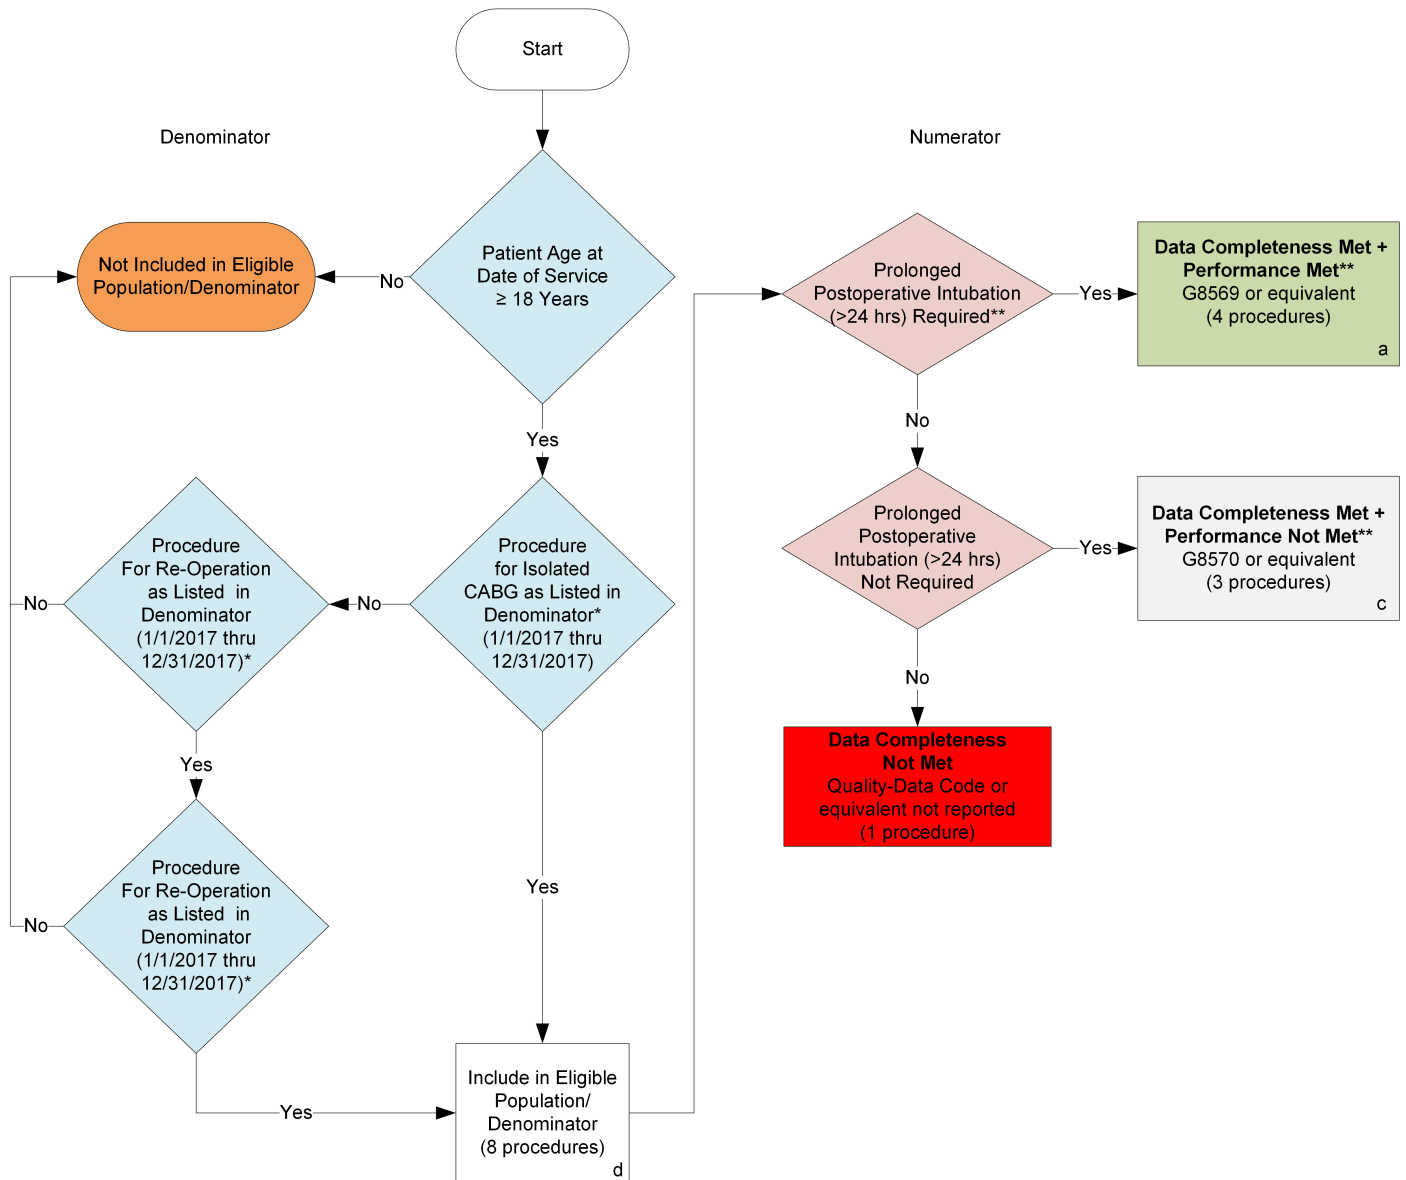 Start
Denominator
Numerator
Patient Age at
Date of Service
≥ 18 Years
No
Not Included in Eligible
Population/Denominator
Yes
Procedure
for Isolated
CABG as Listed in
Denominator*
(1/1/2017 thru
12/31/2017)
No
Procedure
For Re-Operation
as Listed in
Denominator
(1/1/2017 thru
12/31/2017)*
No
Yes
Procedure
For Re-Operation
as Listed in
Denominator
(1/1/2017 thru
12/31/2017)*
No
Yes
Yes
Include in Eligible
Population/
Denominator
(8 procedures)
d
Prolonged
Postoperative Intubation
(>24 hrs) Required**
Yes
Data Completeness Met +
Performance Met**
G8569 or equivalent
(4 procedures)
a
No
Prolonged
Postoperative
Intubation (>24 hrs)
Not Required
Yes
Data Completeness Met +
Performance Not Met**
G8570 or equivalent
(3 procedures)
c
No
Data Completeness
Not Met
Quality-Data Code or
equivalent not reported
(1 procedure)